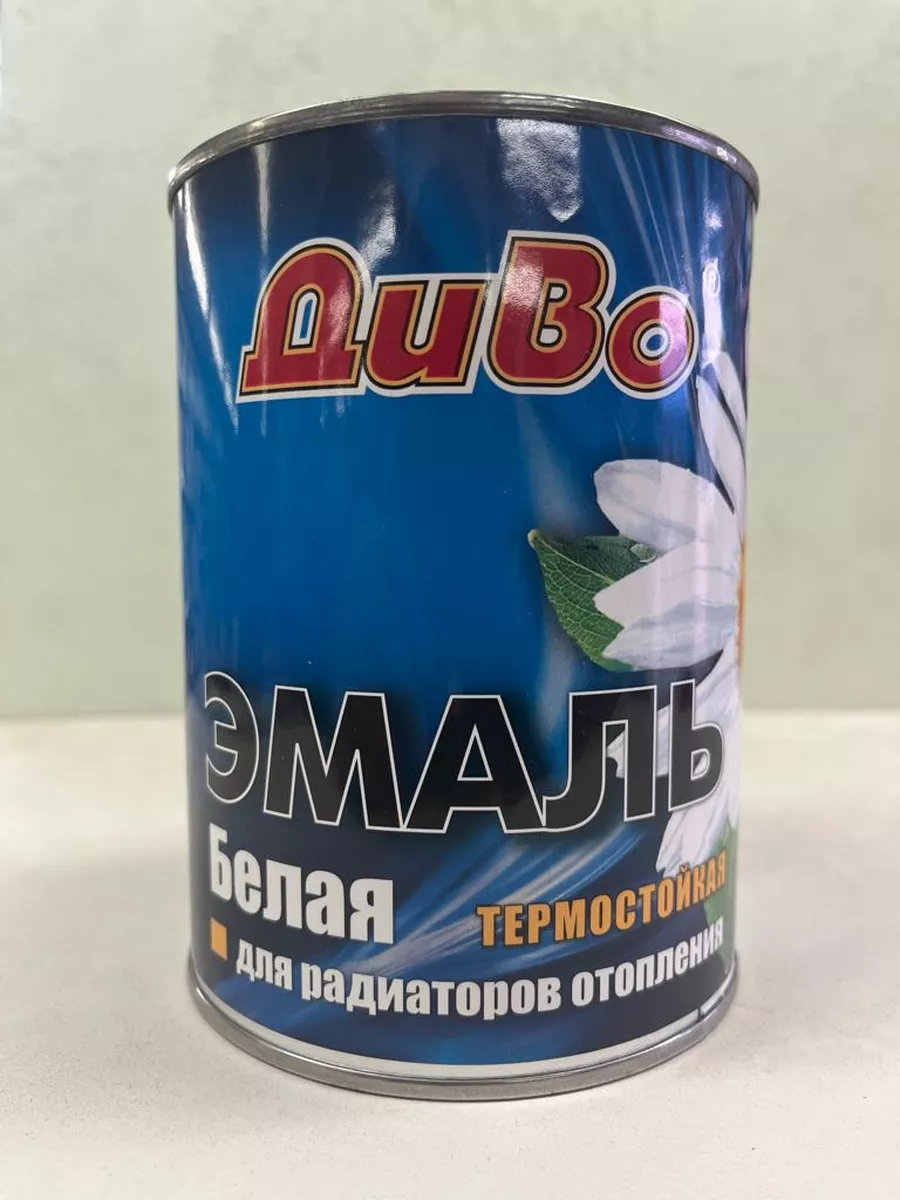 ДиВо
ЭМАЛЬ
Белая
ТЕРМОСТОЙКАЯ
для радиаторов отопления